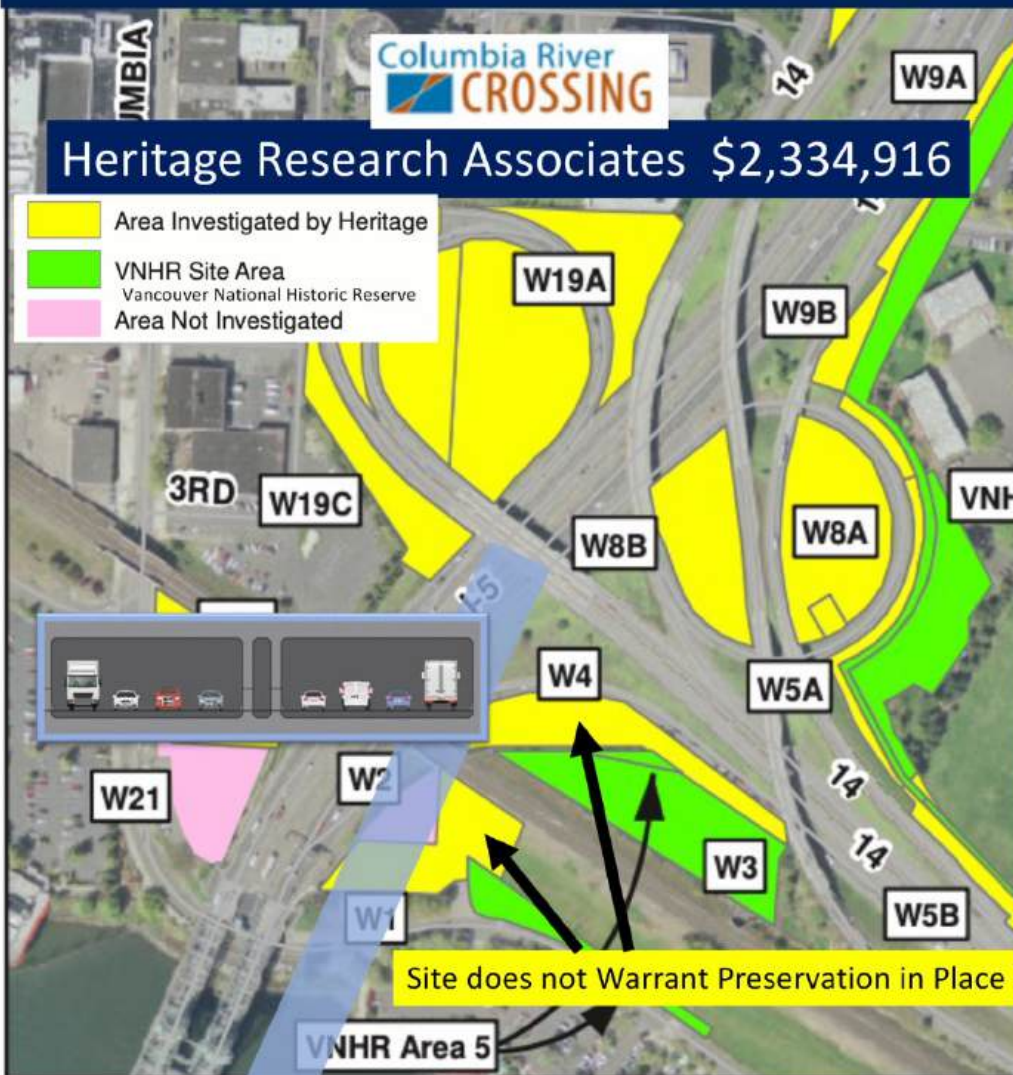 UMBIA
Columbia River
CROSSING
14
W9A
Heritage Research Associates $2,334,916
Area Investigated by Heritage
VNHR Site Area
Vancouver National Historic Reserve
Area Not Investigated
W19A
W9B
3RD
W19C
VNH
W8B
W8A
I-5
W4
W5A
W21
W2
14
14
W3
W1
W5B
Site does not Warrant Preservation in Place
VNHR Area 5